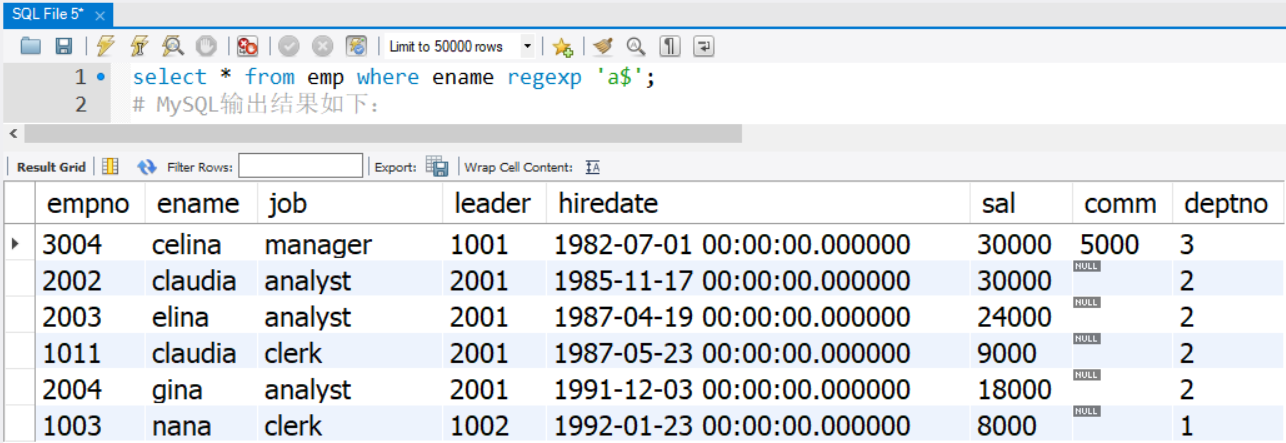 SQL File 5* ×
Limit to 50000 rows
1 select * from emp where ename regexp 'a$';
2 # MySQL输出结果如下：
Result Grid Filter Rows: Export: Wrap Cell Content: IA
empno ename job leader hiredate sal comm deptno
3004 celina manager 1001 1982-07-01 00:00:00.000000 30000 5000 3
2002 claudia analyst 2001 1985-11-17 00:00:00.000000 30000 NULL 2
2003 elina analyst 2001 1987-04-19 00:00:00.000000 24000 NULL 2
1011 claudia clerk 2001 1987-05-23 00:00:00.000000 9000 NULL 2
2004 gina analyst 2001 1991-12-03 00:00:00.000000 18000 NULL 2
1003 nana clerk 1002 1992-01-23 00:00:00.000000 8000 NULL 1